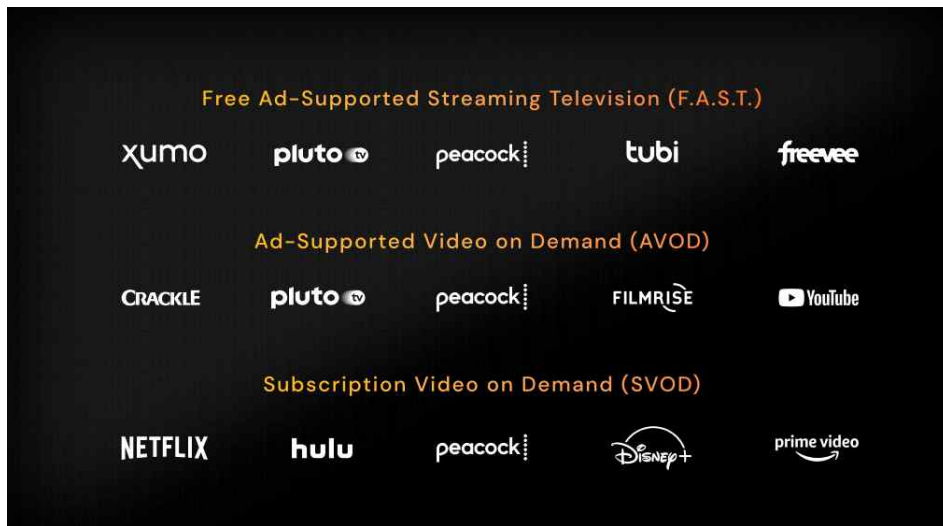 Free Ad-Supported Streaming Television (F.A.S.T.)
xumo pluto tv peacock tubi freevee
Ad-Supported Video on Demand (AVOD)
CRACKLE pluto tv peacock FILMRISE YouTube
Subscription Video on Demand (SVOD)
NETFLIX hulu peacock Disney+ prime video